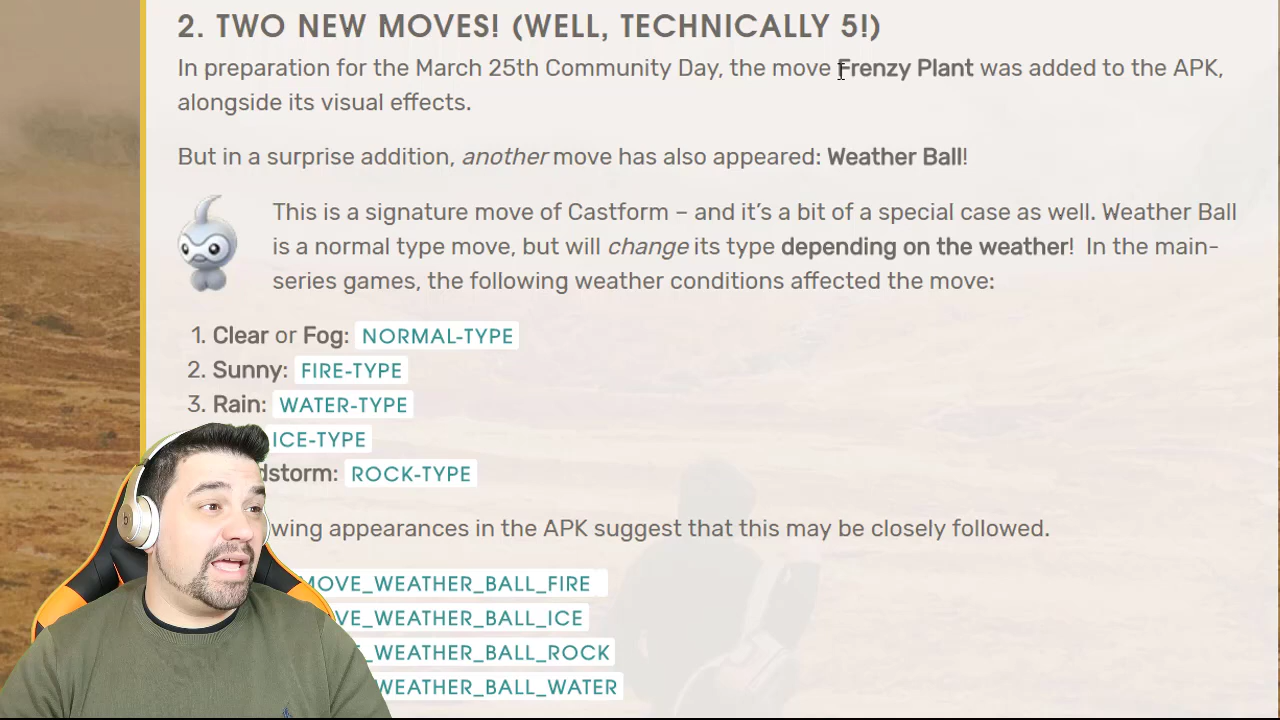 2. TWO NEW MOVES! (WELL, TECHNICALLY 5!)
In preparation for the March 25th Community Day, the move Frenzy Plant was added to the APK,
alongside its visual effects.
But in a surprise addition, another move has also appeared: Weather Ball!
This is a signature move of Castform – and it's a bit of a special case as well. Weather Ball
is a normal type move, but will change its type depending on the weather! In the main-
series games, the following weather conditions affected the move:
1. Clear or Fog: NORMAL-TYPE
2. Sunny: FIRE-TYPE
3. Rain: WATER-TYPE
ICE-TYPE
dstorm: ROCK-TYPE
wing appearances in the APK suggest that this may be closely followed.
MOVE_WEATHER_BALL_FIRE
VE_WEATHER_BALL_ICE
_WEATHER_BALL_ROCK
WEATHER_BALL_WATER